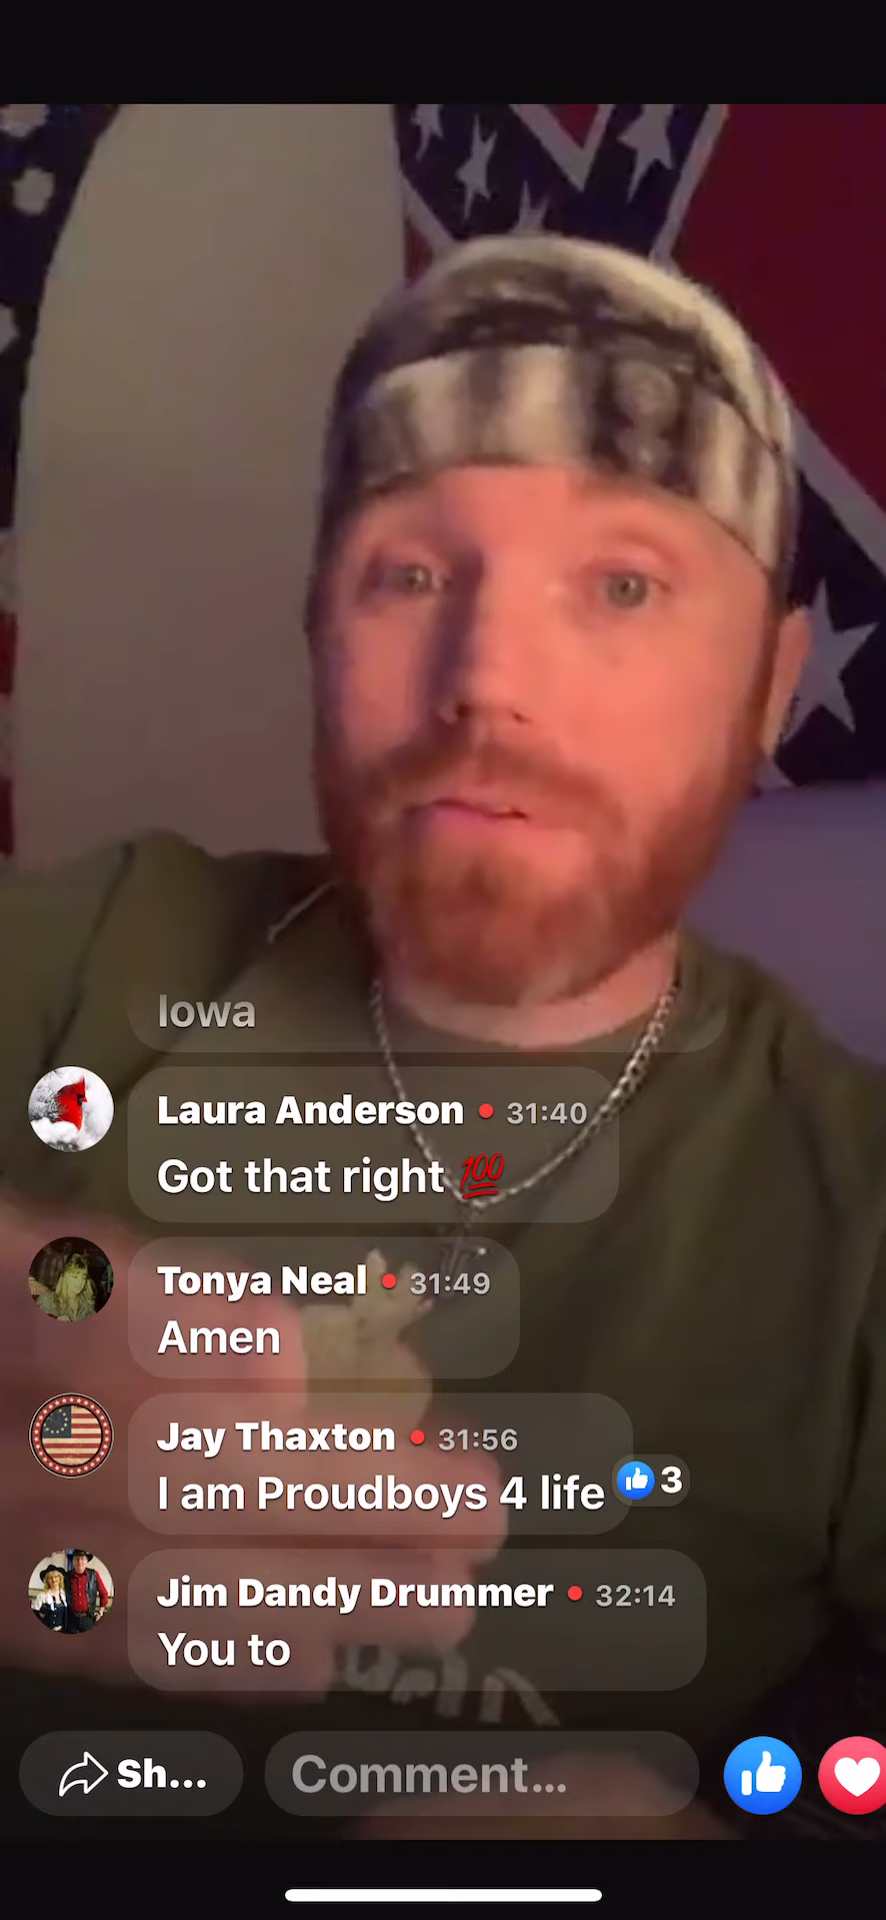 Iowa
Laura Anderson • 31:40
Got that right 💯
Tonya Neal • 31:49
Amen
Jay Thaxton • 31:56
I am Proudboys 4 life 3
Jim Dandy Drummer • 32:14
You to
Sh...
Comment...